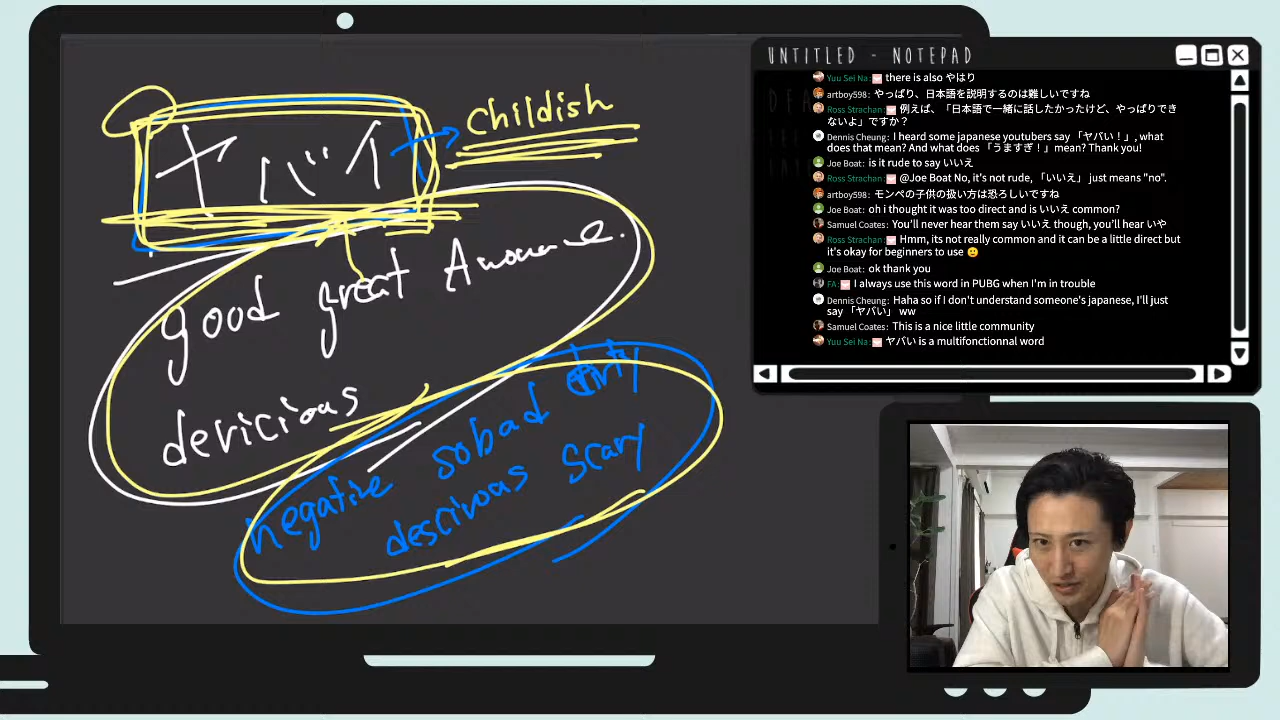 ヤバイ
childish
good great Awesome.
dericious
negative so bad dirty
descirous scary
UNTITLED - NOTEPAD
Yuu Sei Na: there is also やはり
artboy598: やっぱり、日本語を説明するのは難しいですね
Ross Strachan: 例えば、「日本語で一緒に話したかったけど、やっぱりでき
ないよ」ですか？
Dennis Cheung: I heard some japanese youtubers say 「ヤバい！」, what
does that mean? And what does 「うますぎ！」mean? Thank you!
Joe Boat: is it rude to say いいえ
Ross Strachan: @Joe Boat No, it's not rude, 「いいえ」 just means "no".
artboy598: モンペの子供の扱い方は恐ろしいですね
Joe Boat: oh i thought it was too direct and is いいえ common?
Samuel Coates: You'll never hear them say いいえ though, you'll hear いや
Ross Strachan: Hmm, its not really common and it can be a little direct but
it's okay for beginners to use 🙂
Joe Boat: ok thank you
FA: I always use this word in PUBG when I'm in trouble
Dennis Cheung: Haha so if I don't understand someone's japanese, I'll just
say 「ヤバい」 ww
Samuel Coates: This is a nice little community
Yuu Sei Na: ヤバい is a multifonctionnal word